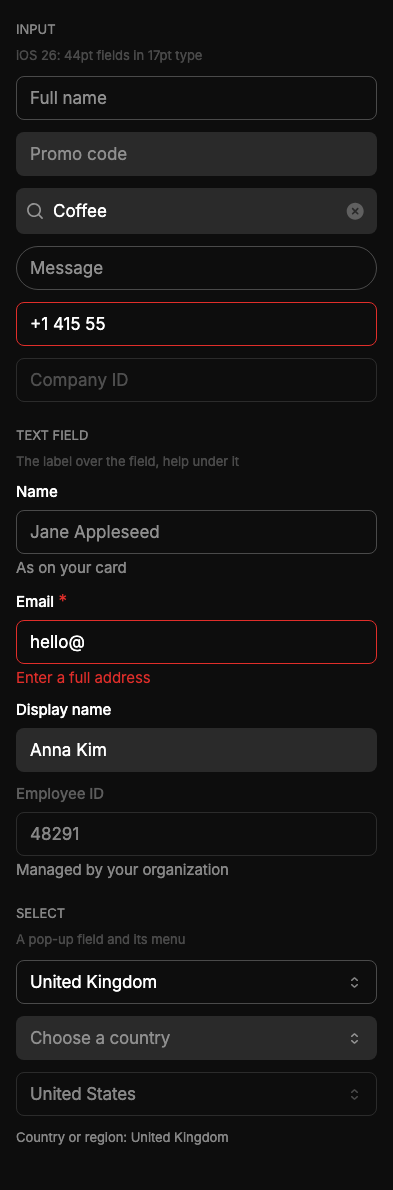 INPUT
iOS 26: 44pt fields in 17pt type
Full name
Promo code
Coffee
Message
+1 415 55
Company ID
TEXT FIELD
The label over the field, help under it
Name
Jane Appleseed
As on your card
Email *
hello@
Enter a full address
Display name
Anna Kim
Employee ID
48291
Managed by your organization
SELECT
A pop-up field and its menu
United Kingdom
Choose a country
United States
Country or region: United Kingdom